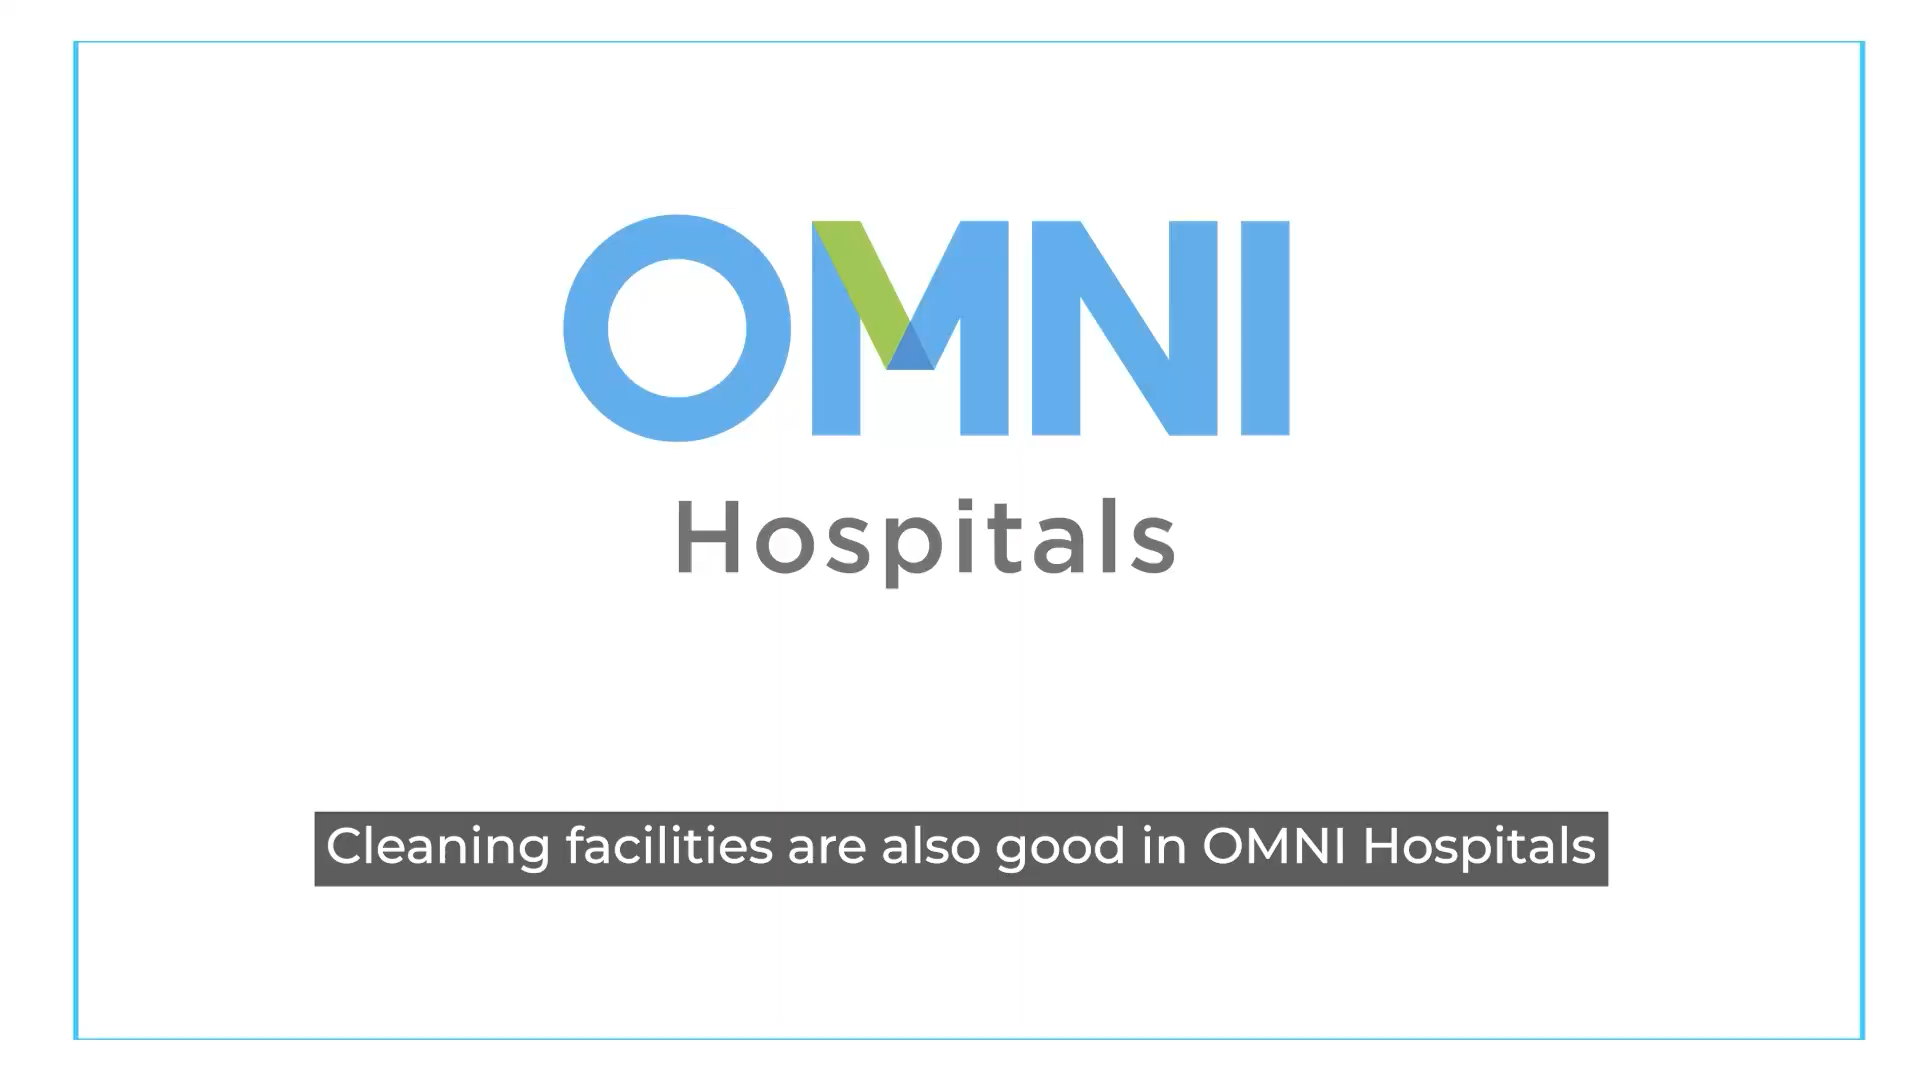 OMNI
Hospitals
Cleaning facilities are also good in OMNI Hospitals